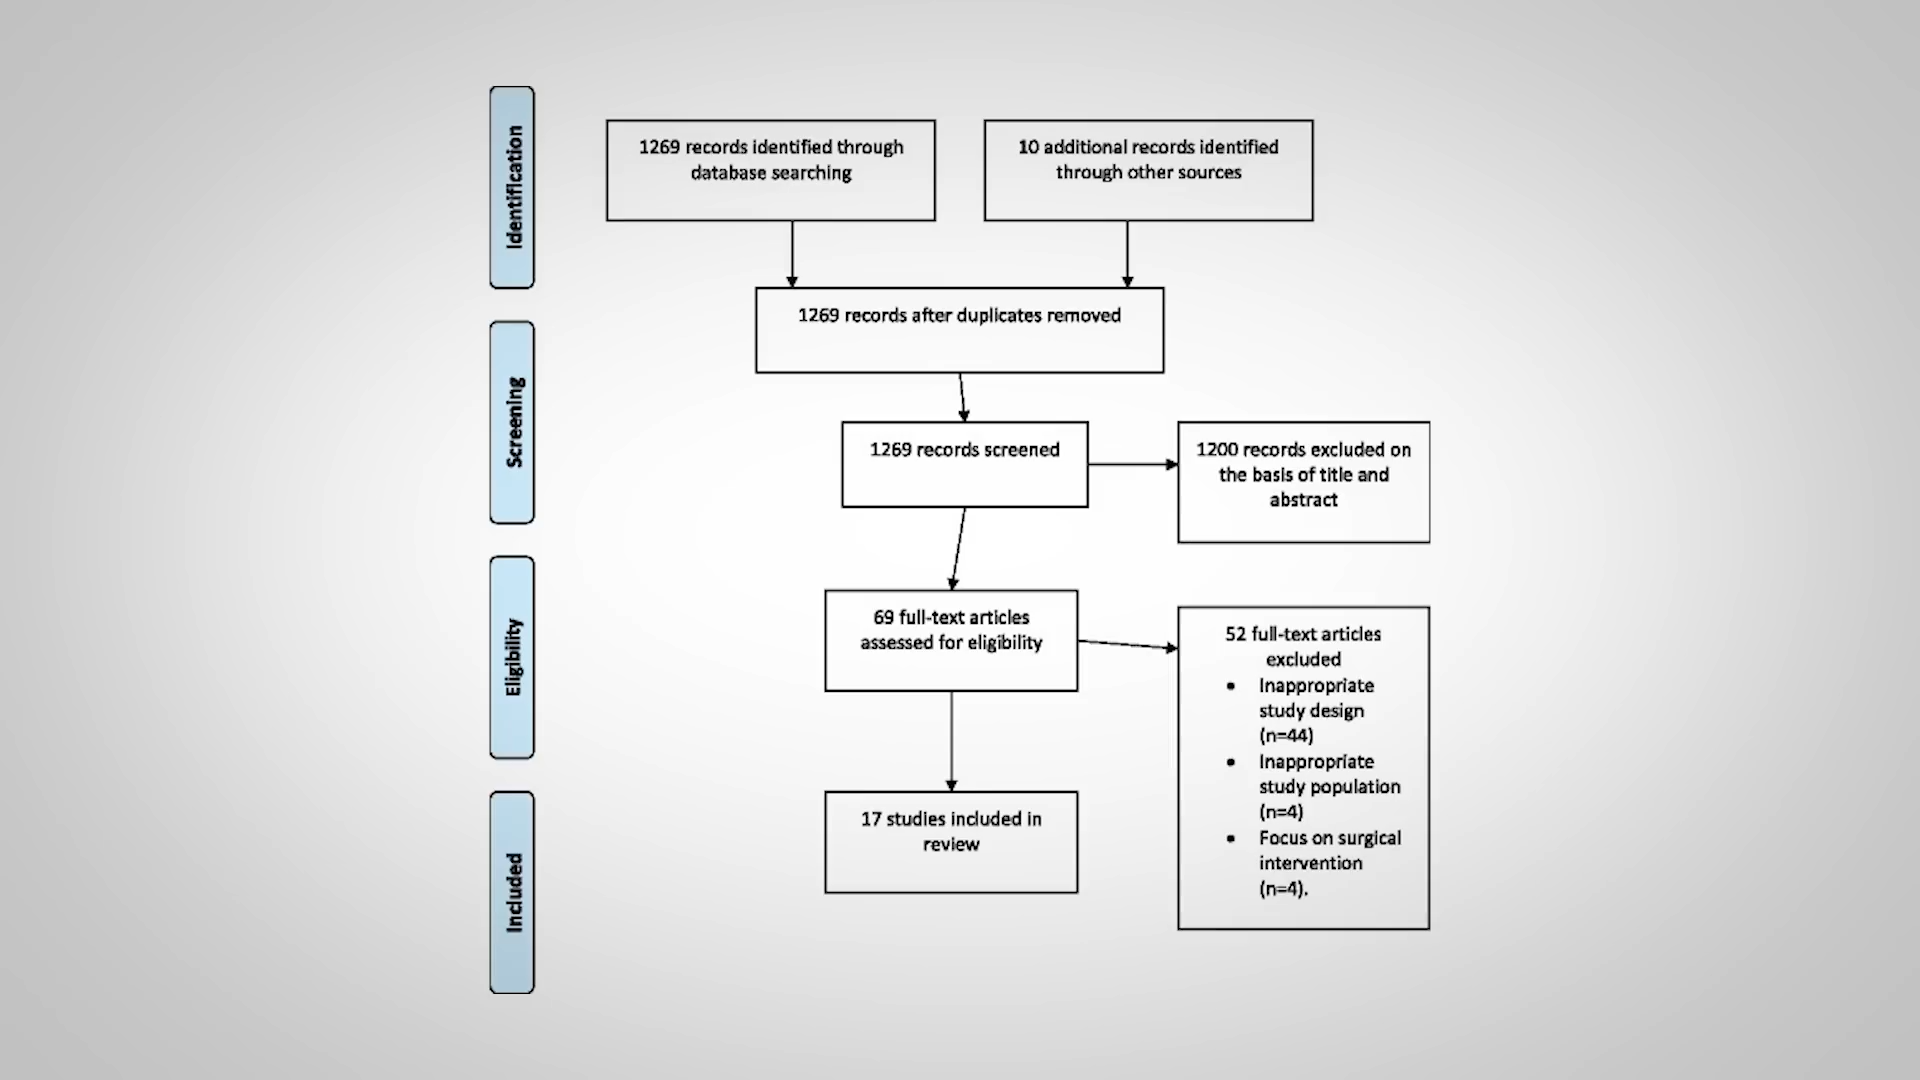 Identification
1269 records identified through
database searching
10 additional records identified
through other sources
1269 records after duplicates removed
Screening
1269 records screened
1200 records excluded on
the basis of title and
abstract
Eligibility
69 full-text articles
assessed for eligibility
52 full-text articles
excluded
• Inappropriate
study design
(n=44)
• Inappropriate
study population
(n=4)
• Focus on surgical
intervention
(n=4).
Included
17 studies included in
review